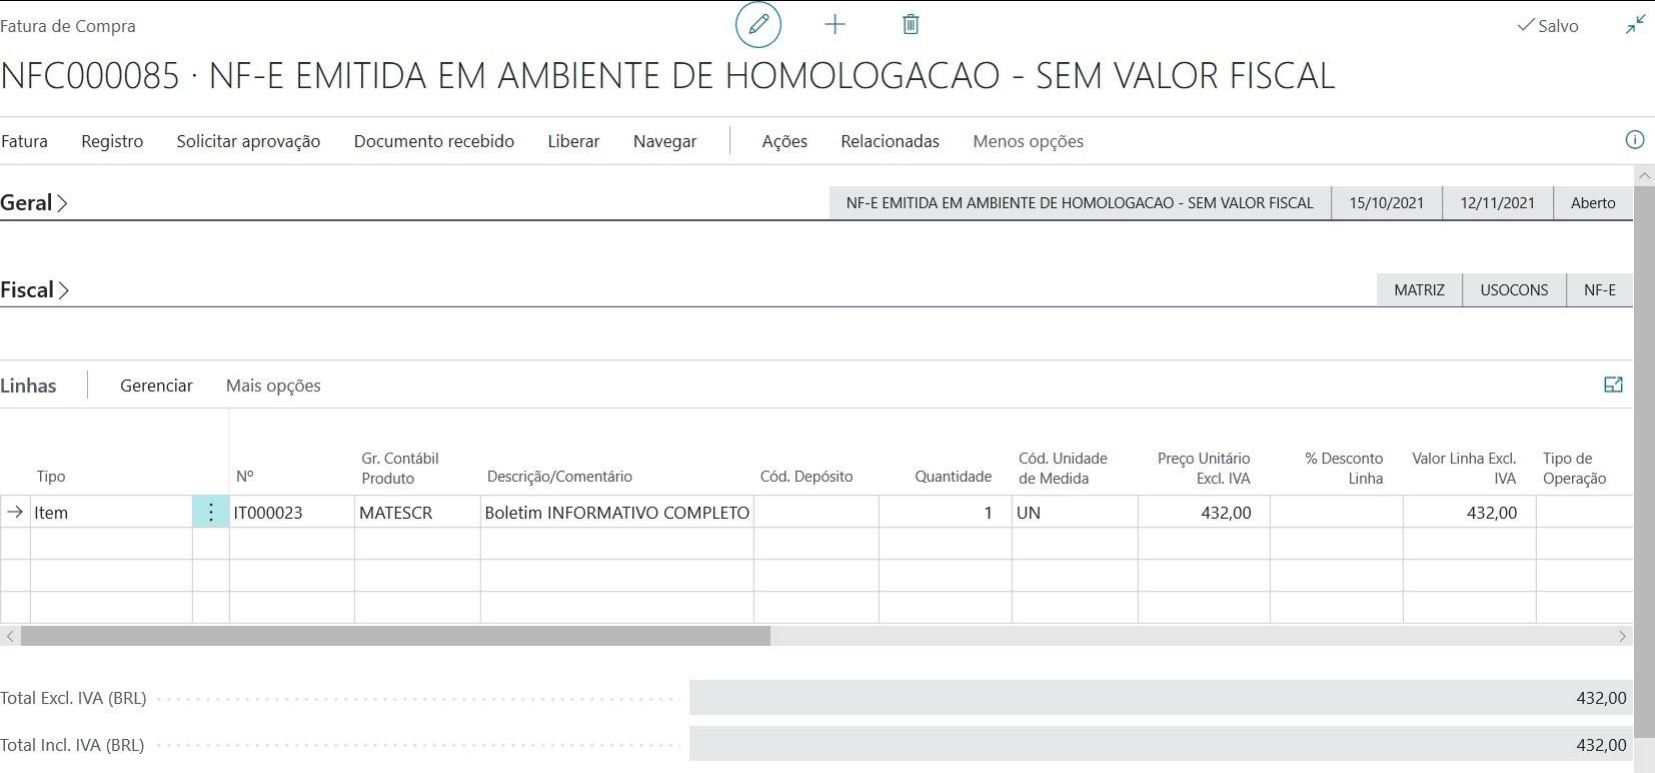 Fatura de Compra
Salvo
NFC000085 · NF-E EMITIDA EM AMBIENTE DE HOMOLOGACAO - SEM VALOR FISCAL
Fatura Registro Solicitar aprovação Documento recebido Liberar Navegar Ações Relacionadas Menos opções
Geral NF-E EMITIDA EM AMBIENTE DE HOMOLOGACAO - SEM VALOR FISCAL 15/10/2021 12/11/2021 Aberto
Fiscal MATRIZ USOCONS NF-E
Linhas Gerenciar Mais opções
Tipo Nº Gr. Contábil Produto Descrição/Comentário Cód. Depósito Quantidade Cód. Unidade de Medida Preço Unitário Excl. IVA % Desconto Linha Valor Linha Excl. IVA Tipo de Operação
Item IT000023 MATESCR Boletim INFORMATIVO COMPLETO 1 UN 432,00 432,00
Total Excl. IVA (BRL) 432,00
Total Incl. IVA (BRL) 432,00